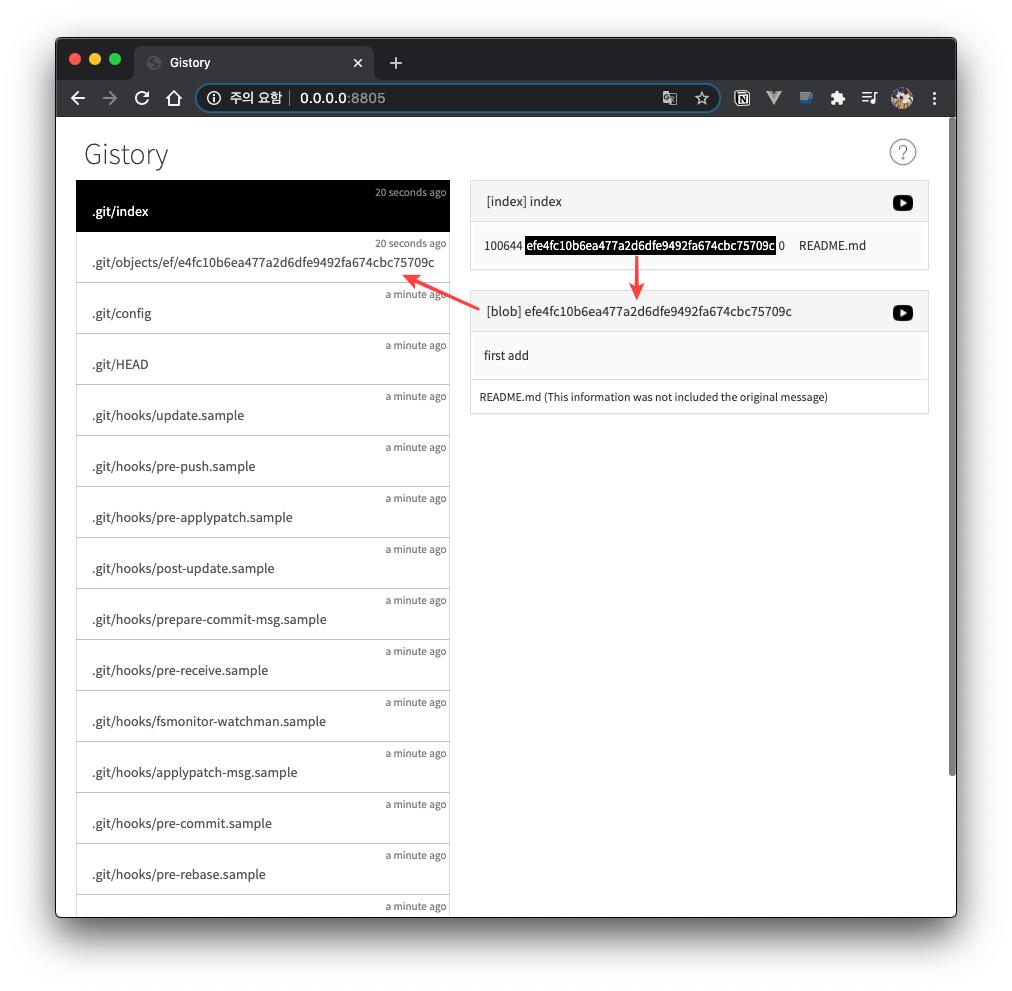 Gistory
주의 요함
0.0.0.0:8805
Gistory
?
20 seconds ago
.git/index
20 seconds ago
.git/objects/ef/e4fc10b6ea477a2d6dfe9492fa674cbc75709c
a minute ago
.git/config
a minute ago
.git/HEAD
a minute ago
.git/hooks/update.sample
a minute ago
.git/hooks/pre-push.sample
a minute ago
.git/hooks/pre-applypatch.sample
a minute ago
.git/hooks/post-update.sample
a minute ago
.git/hooks/prepare-commit-msg.sample
a minute ago
.git/hooks/pre-receive.sample
a minute ago
.git/hooks/fsmonitor-watchman.sample
a minute ago
.git/hooks/applypatch-msg.sample
a minute ago
.git/hooks/pre-commit.sample
a minute ago
.git/hooks/pre-rebase.sample
a minute ago
[index] index
100644 efe4fc10b6ea477a2d6dfe9492fa674cbc75709c 0 README.md
[blob] efe4fc10b6ea477a2d6dfe9492fa674cbc75709c
first add
README.md (This information was not included the original message)